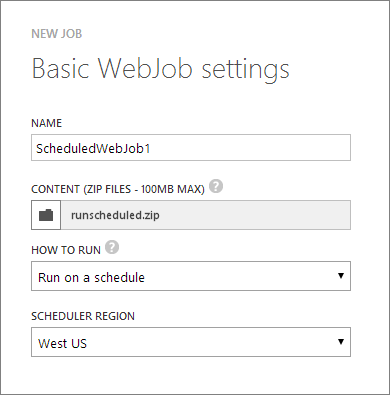 NEW JOB
Basic WebJob settings
NAME
ScheduledWebJob1
CONTENT (ZIP FILES - 100MB MAX) ?
runscheduled.zip
HOW TO RUN ?
Run on a schedule
SCHEDULER REGION
West US